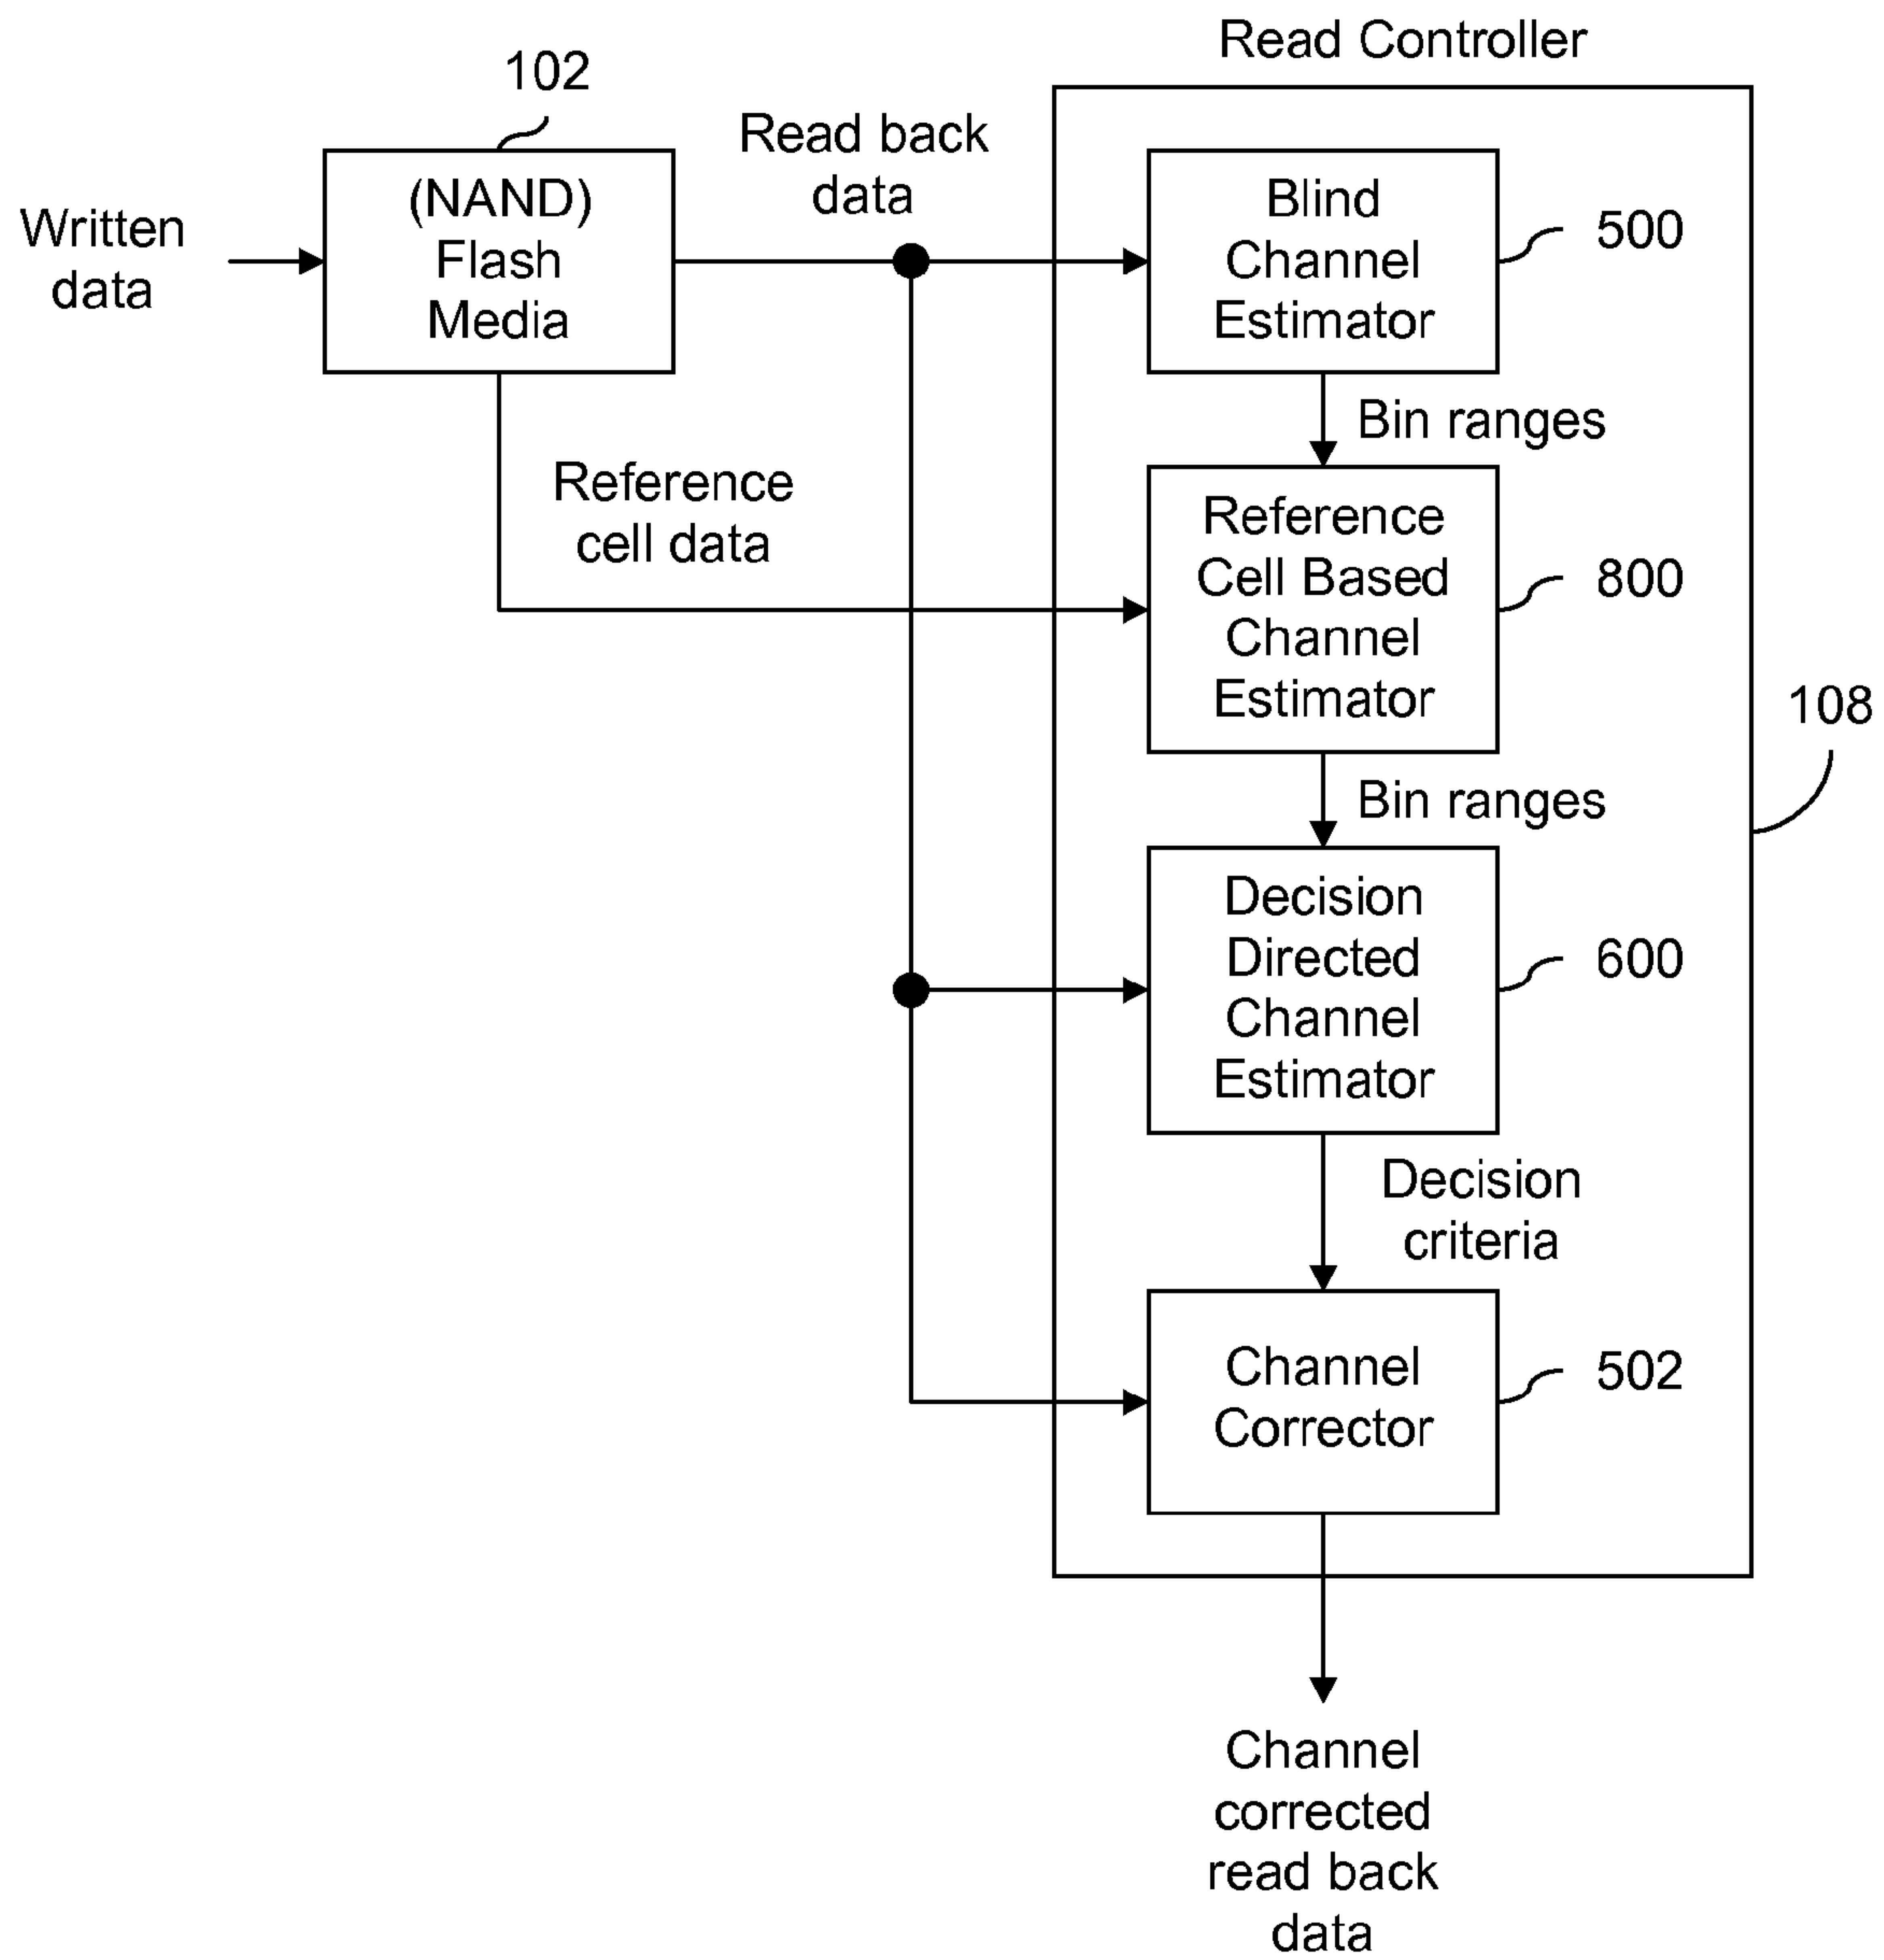 Read Controller
102
Read back
data
Written
data
(NAND)
Flash
Media
Blind
Channel
Estimator
500
Bin ranges
Reference
cell data
Reference
Cell Based
Channel
Estimator
800
108
Bin ranges
Decision
Directed
Channel
Estimator
600
Decision
criteria
Channel
Corrector
502
Channel
corrected
read back
data